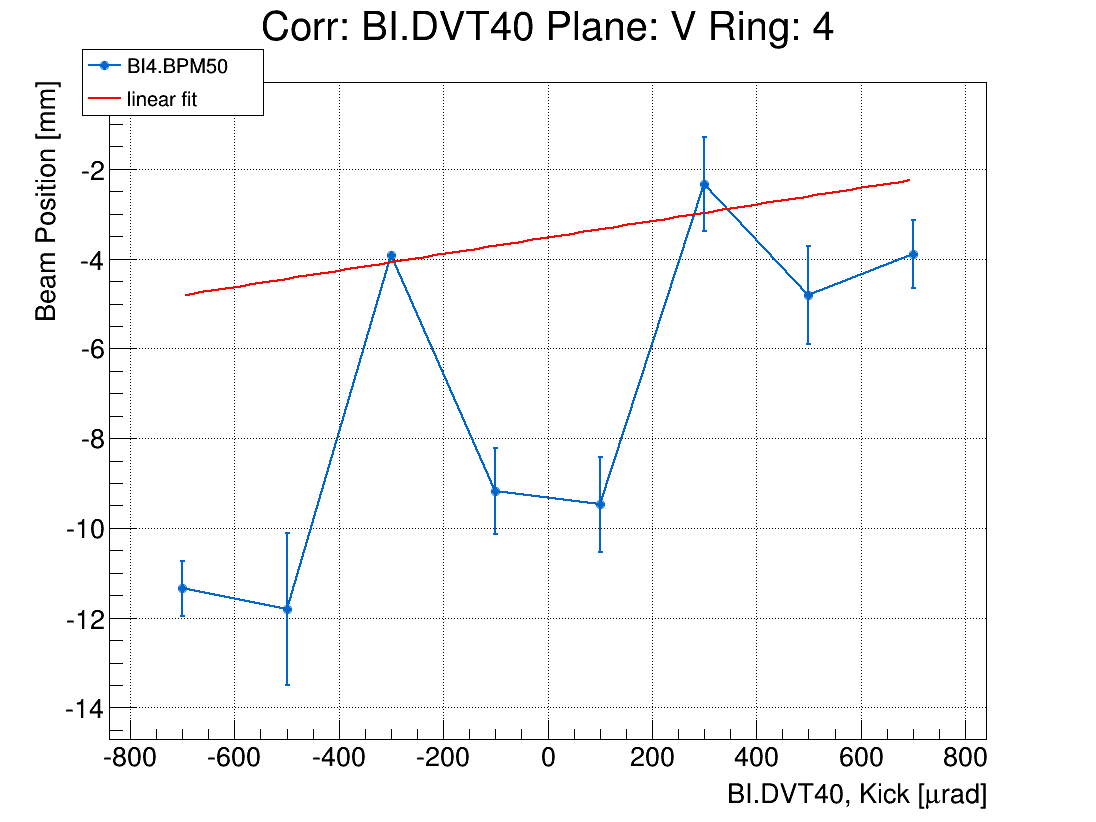 Corr: BI.DVT40 Plane: V Ring: 4
BI4.BPM50
linear fit
Beam Position [mm]
-2
-4
-6
-8
-10
-12
-14
-800 -600 -400 -200 0 200 400 600 800
BI.DVT40, Kick [μrad]